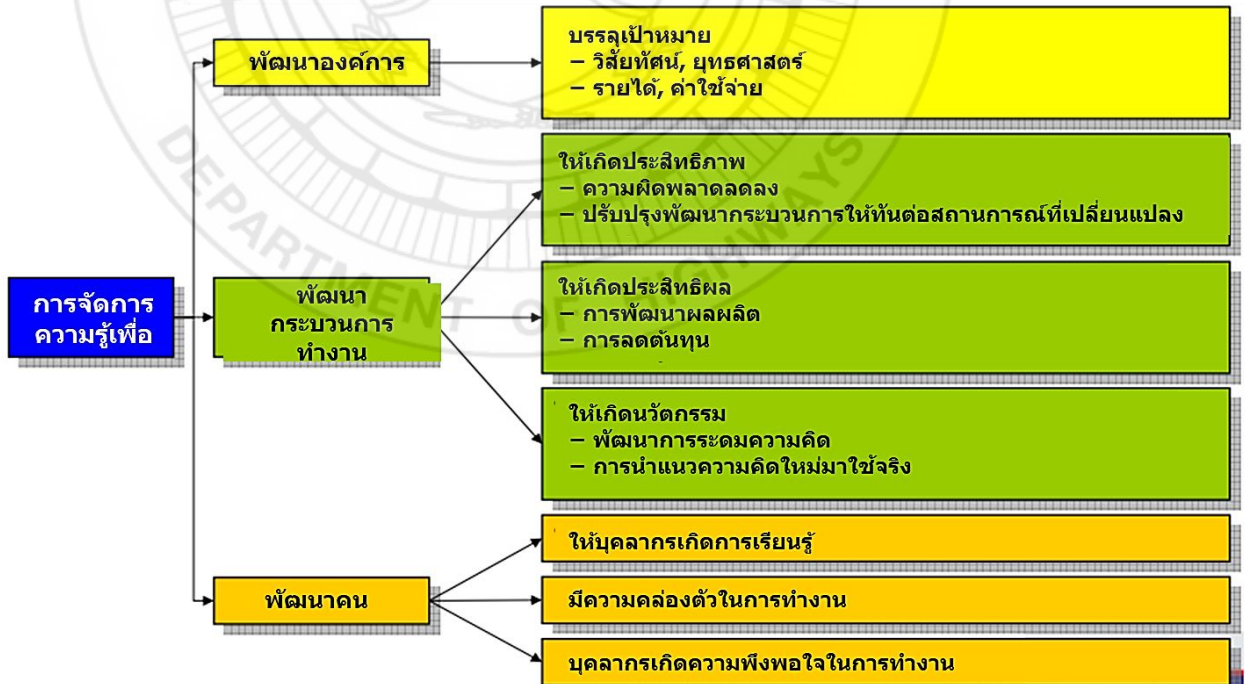 บรรลุเป้าหมาย
– วิสัยทัศน์, ยุทธศาสตร์
– รายได้, ค่าใช้จ่าย
พัฒนาองค์การ
ให้เกิดประสิทธิภาพ
– ความผิดพลาดลดลง
– ปรับปรุงพัฒนากระบวนการให้ทันต่อสถานการณ์ที่เปลี่ยนแปลง
การจัดการ
ความรู้เพื่อ
พัฒนา
กระบวนการ
ทำงาน
ให้เกิดประสิทธิผล
– การพัฒนาผลผลิต
– การลดต้นทุน
ให้เกิดนวัตกรรม
– พัฒนาการระดมความคิด
– การนำแนวความคิดใหม่มาใช้จริง
พัฒนาคน
ให้บุคลากรเกิดการเรียนรู้
มีความคล่องตัวในการทำงาน
บุคลากรเกิดความพึงพอใจในการทำงาน
DEPARTMENT OF HIGHWAYS